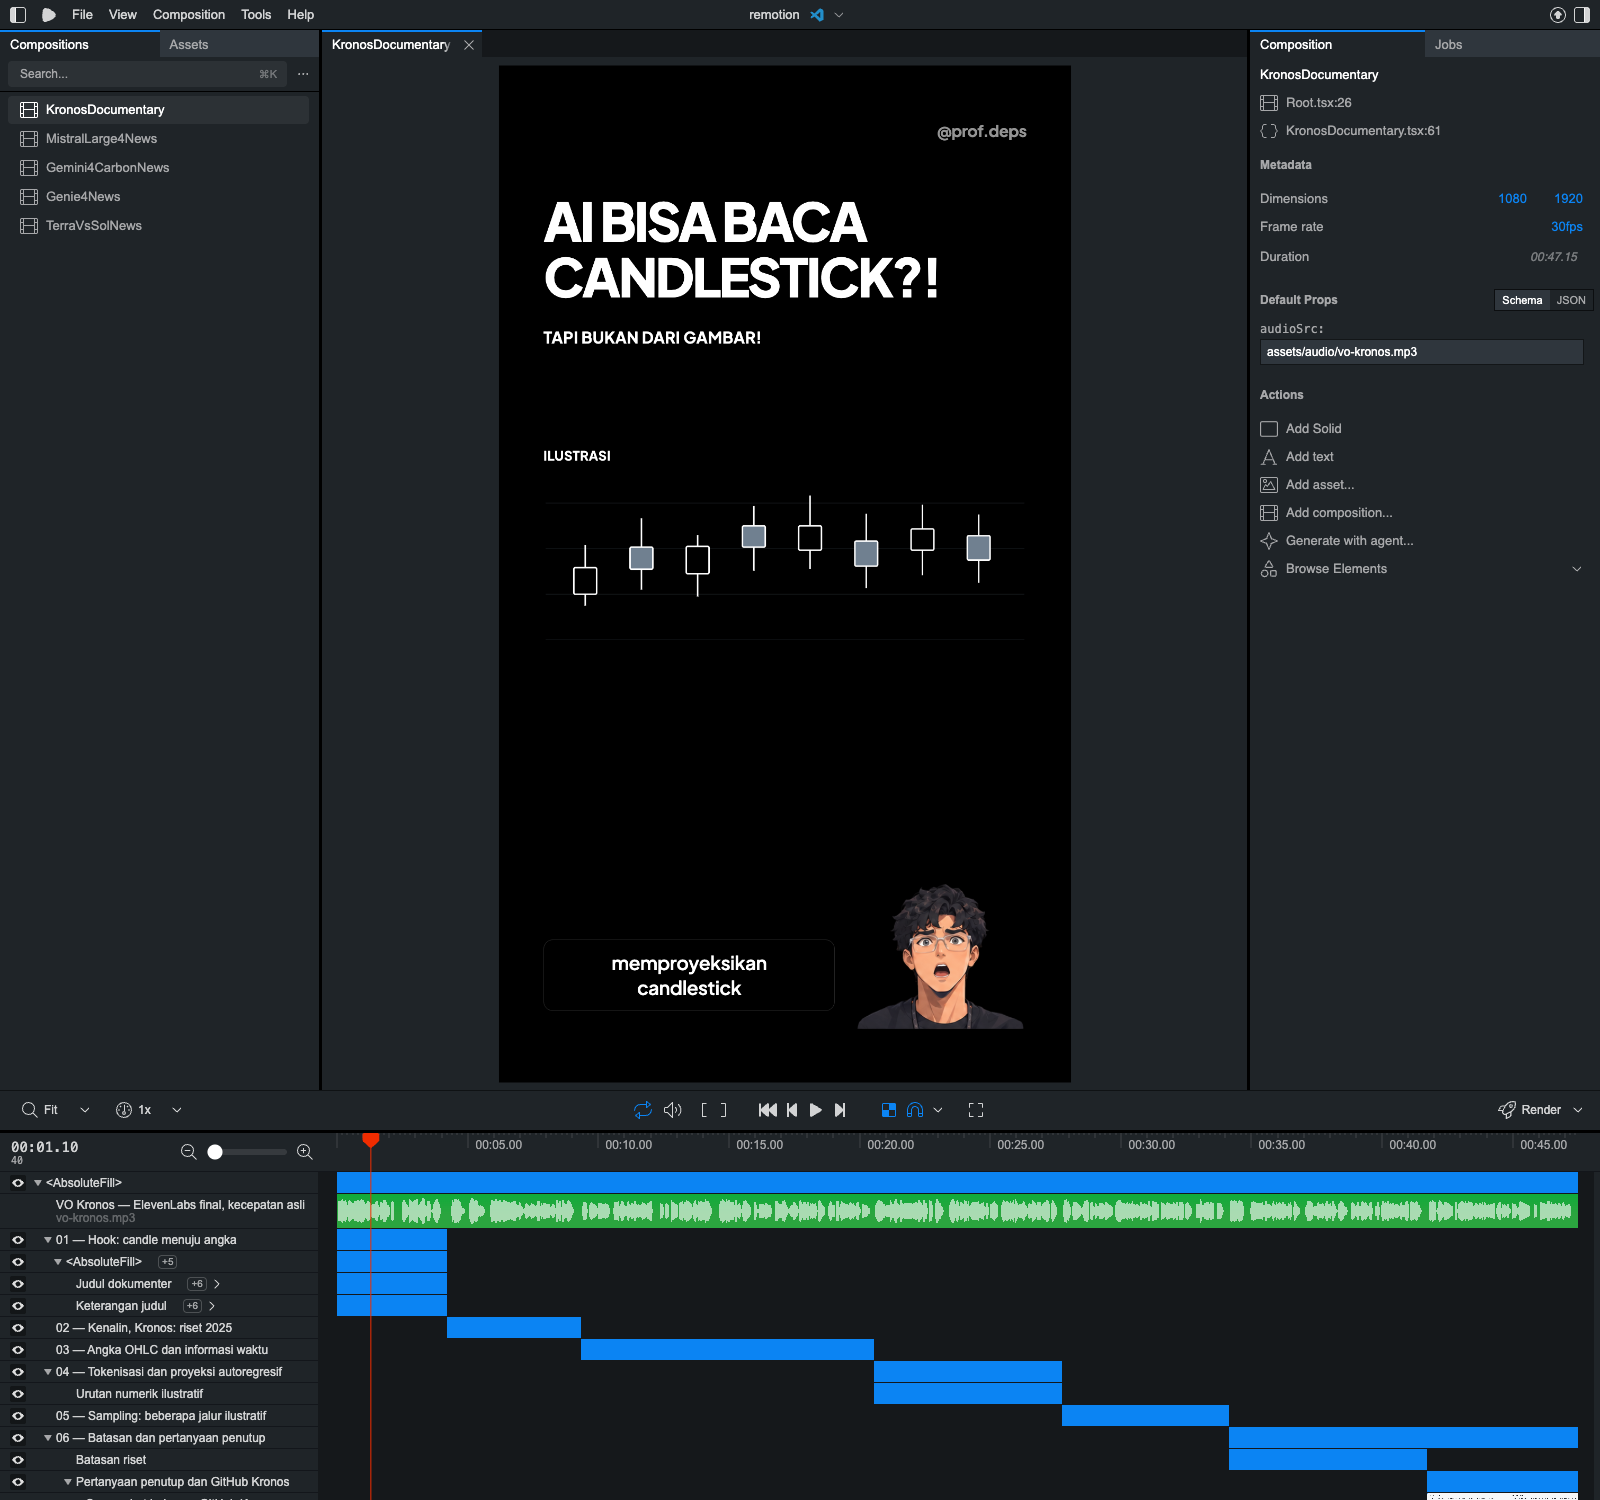 File View Composition Tools Help
remotion
Compositions Assets
KronosDocumentary
Composition Jobs
Search... ⌘K
KronosDocumentary
MistralLarge4News
Gemini4CarbonNews
Genie4News
TerraVsSolNews
@prof.deps
AI BISA BACA
CANDLESTICK?!
TAPI BUKAN DARI GAMBAR!
ILUSTRASI
memproyeksikan
candlestick
KronosDocumentary
Root.tsx:26
KronosDocumentary.tsx:61
Metadata
Dimensions 1080 1920
Frame rate 30fps
Duration 00:47.15
Default Props Schema JSON
audioSrc:
assets/audio/vo-kronos.mp3
Actions
Add Solid
Add text
Add asset...
Add composition...
Generate with agent...
Browse Elements
Fit 1x Render
00:01.10
40
00:05.00 00:10.00 00:15.00 00:20.00 00:25.00 00:30.00 00:35.00 00:40.00 00:45.00
<AbsoluteFill>
VO Kronos — ElevenLabs final, kecepatan asli
vo-kronos.mp3
01 — Hook: candle menuju angka
<AbsoluteFill> +5
Judul dokumenter +6
Keterangan judul +6
02 — Kenalin, Kronos: riset 2025
03 — Angka OHLC dan informasi waktu
04 — Tokenisasi dan proyeksi autoregresif
Urutan numerik ilustratif
05 — Sampling: beberapa jalur ilustratif
06 — Batasan dan pertanyaan penutup
Batasan riset
Pertanyaan penutup dan GitHub Kronos